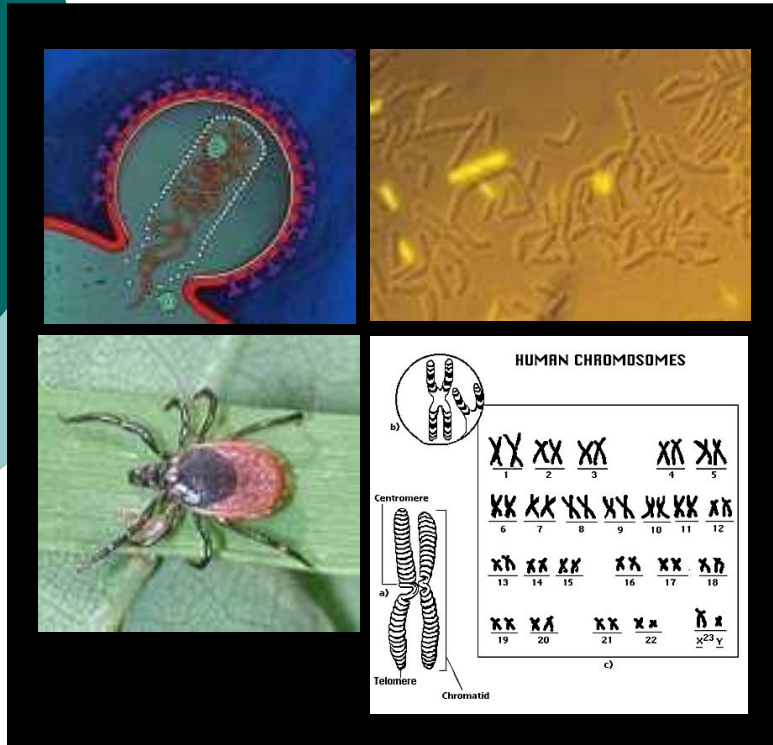 HUMAN CHROMOSOMES
b)
1 2 3 4 5
Centromere
6 7 8 9 10 11 12
a)
13 14 15 16 17 18
19 20 21 22 X 23 Y
c)
Telomere
Chromatid